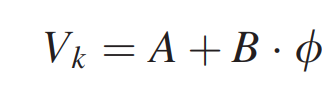 V_k = A + B · ϕ